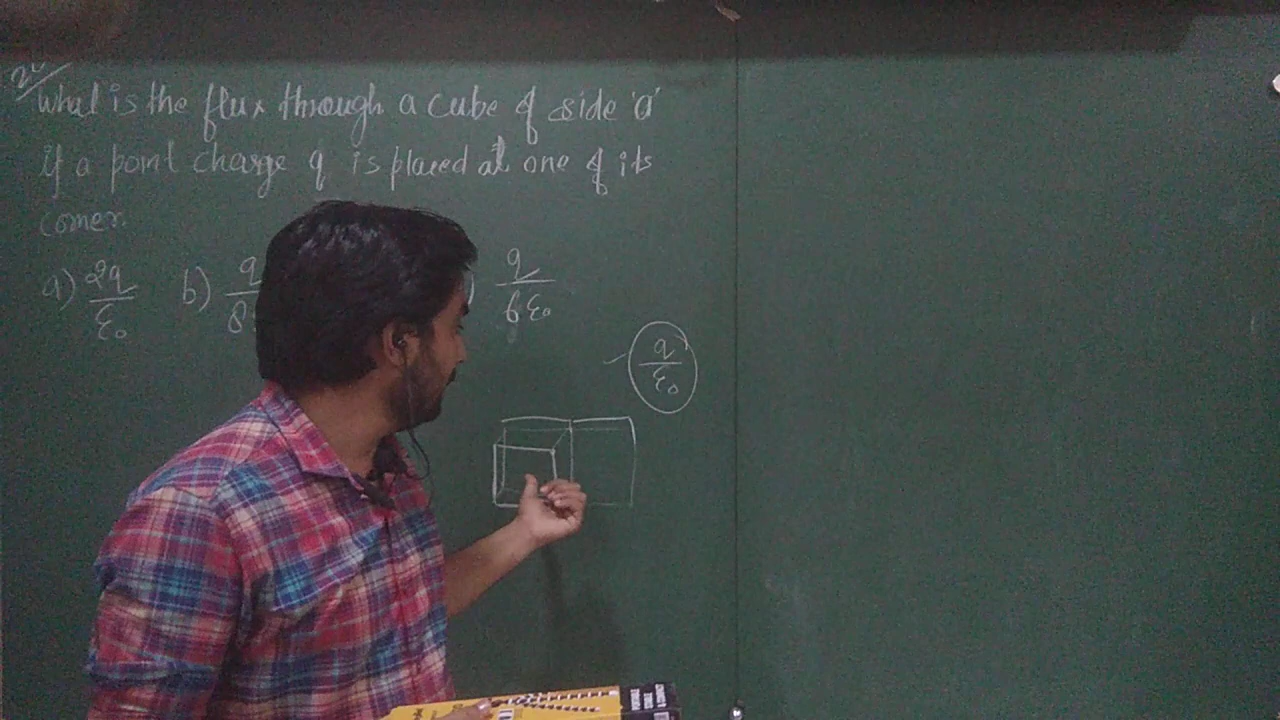 What is the flux through a cube of side 'a'
if a point charge q is placed at one of its
corner.
a) 2q/ε₀ b) q/8 q/6ε₀
q/ε₀